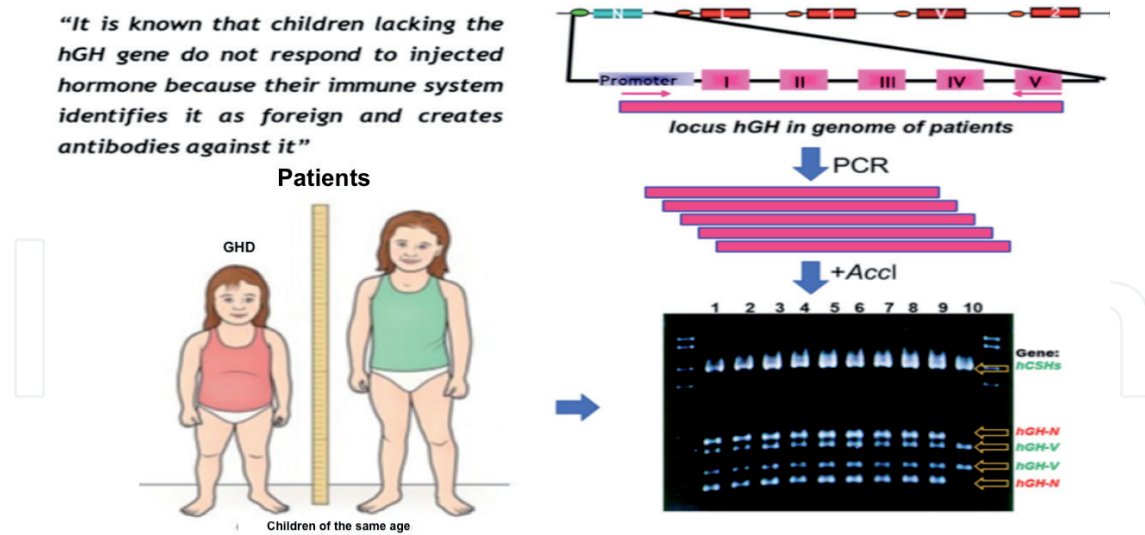 “It is known that children lacking the
hGH gene do not respond to injected
hormone because their immune system
identifies it as foreign and creates
antibodies against it”
Patients
GHD
Children of the same age
N L 1 V 2
Promoter I II III IV V
locus hGH in genome of patients
PCR
+AccI
1 2 3 4 5 6 7 8 9 10
Gene:
hCSHs
hGH-N
hGH-V
hGH-V
hGH-N